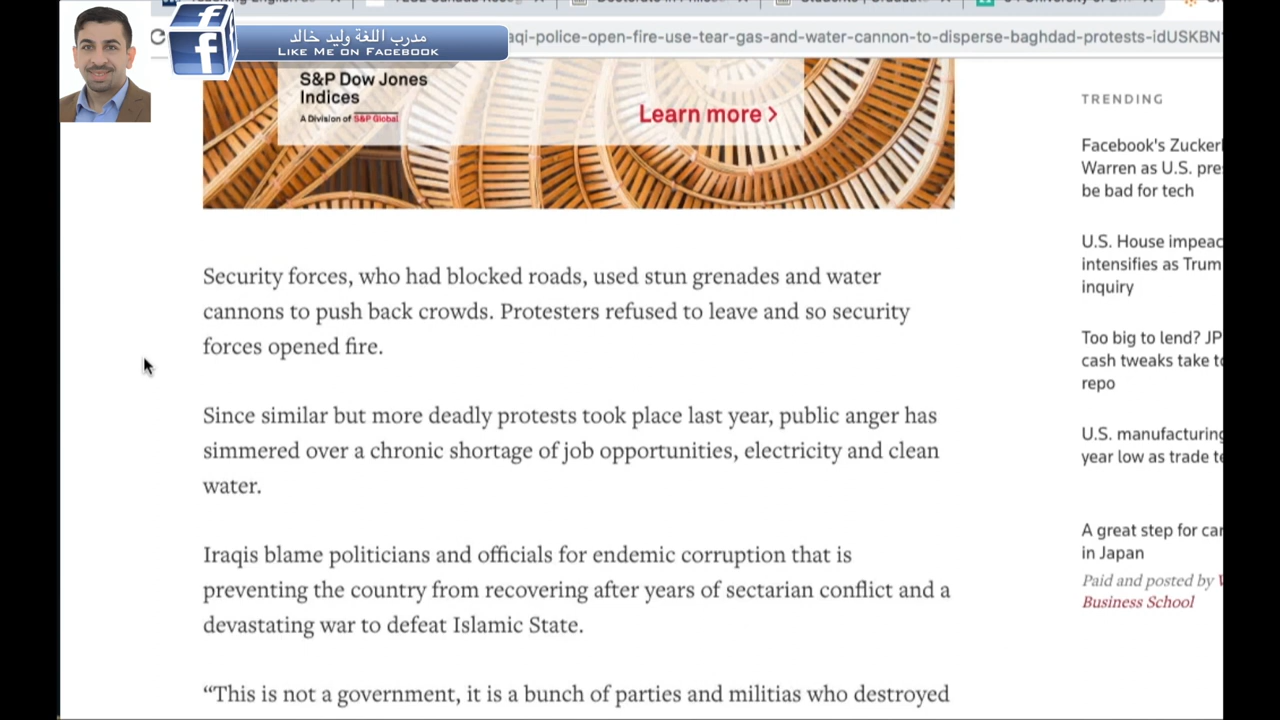 مدرب اللغة وليد خالد
LIKE ME ON FACEBOOK
aqi-police-open-fire-use-tear-gas-and-water-cannon-to-disperse-baghdad-protests-idUSKBN
S&P Dow Jones
Indices
A Division of S&P Global
Learn more >
Security forces, who had blocked roads, used stun grenades and water
cannons to push back crowds. Protesters refused to leave and so security
forces opened fire.
Since similar but more deadly protests took place last year, public anger has
simmered over a chronic shortage of job opportunities, electricity and clean
water.
Iraqis blame politicians and officials for endemic corruption that is
preventing the country from recovering after years of sectarian conflict and a
devastating war to defeat Islamic State.
“This is not a government, it is a bunch of parties and militias who destroyed
TRENDING
Facebook's Zucker
Warren as U.S. pre
be bad for tech
U.S. House impeac
intensifies as Trum
inquiry
Too big to lend? JP
cash tweaks take t
repo
U.S. manufacturing
year low as trade te
A great step for car
in Japan
Paid and posted by
Business School